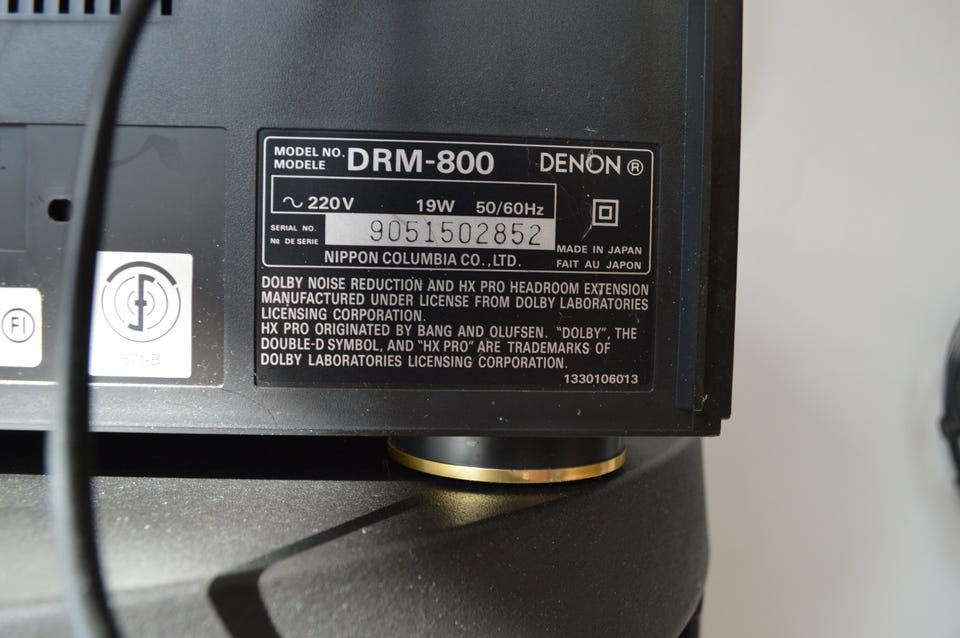 MODEL NO. DRM-800 DENON ®
MODELE
∼ 220V 19W 50/60Hz
SERIAL NO. 9051502852
No DE SERIE
MADE IN JAPAN
NIPPON COLUMBIA CO.,LTD. FAIT AU JAPON
DOLBY NOISE REDUCTION AND HX PRO HEADROOM EXTENSION
MANUFACTURED UNDER LICENSE FROM DOLBY LABORATORIES
LICENSING CORPORATION.
HX PRO ORIGINATED BY BANG AND OLUFSEN. "DOLBY", THE
DOUBLE-D SYMBOL, AND "HX PRO" ARE TRADEMARKS OF
DOLBY LABORATORIES LICENSING CORPORATION.
1330106013
FI
871-B